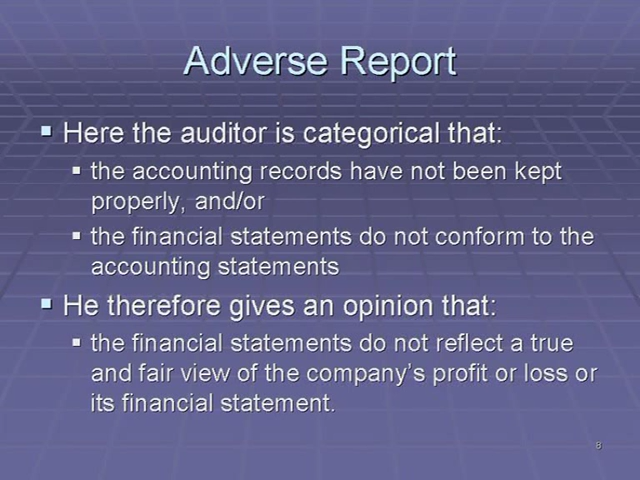 Adverse Report
▪ Here the auditor is categorical that:
▪ the accounting records have not been kept
properly, and/or
▪ the financial statements do not conform to the
accounting statements
▪ He therefore gives an opinion that:
▪ the financial statements do not reflect a true
and fair view of the company's profit or loss or
its financial statement.
8